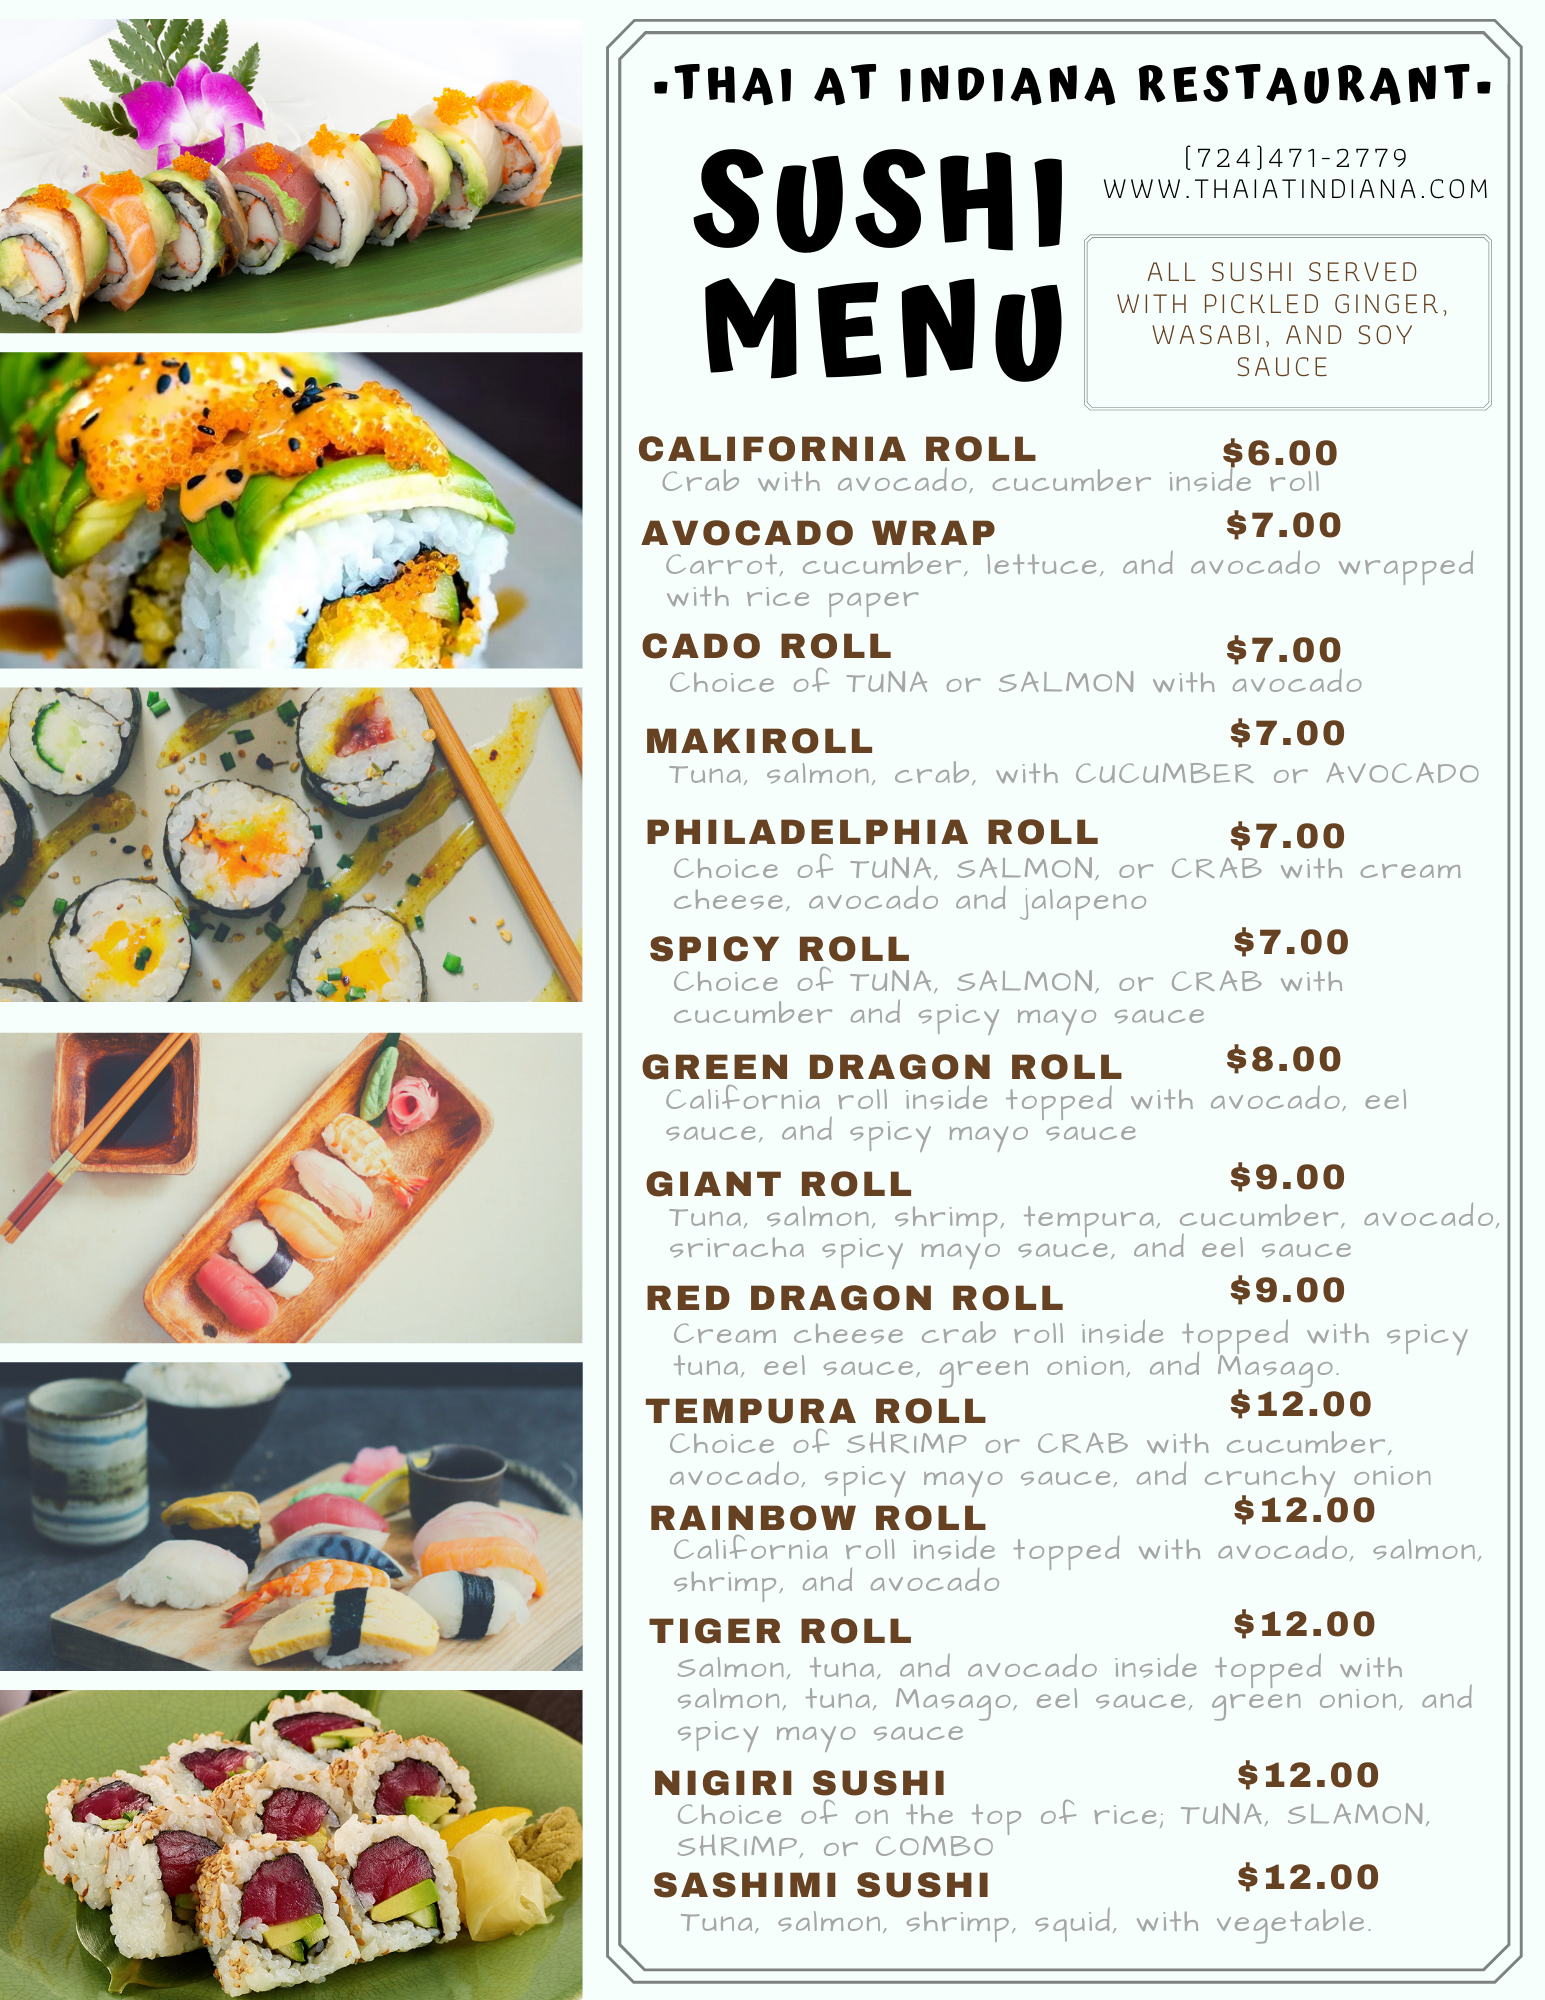 -THAI AT INDIANA RESTAURANT-
SUSHI
MENU
(724)471-2779
WWW.THAIATINDIANA.COM
ALL SUSHI SERVED
WITH PICKLED GINGER,
WASABI, AND SOY
SAUCE
CALIFORNIA ROLL $6.00
Crab with avocado, cucumber inside roll
AVOCADO WRAP $7.00
Carrot, cucumber, lettuce, and avocado wrapped
with rice paper
CADO ROLL $7.00
Choice of TUNA or SALMON with avocado
MAKIROLL $7.00
Tuna, salmon, crab, with CUCUMBER or AVOCADO
PHILADELPHIA ROLL $7.00
Choice of TUNA, SALMON, or CRAB with cream
cheese, avocado and jalapeno
SPICY ROLL $7.00
Choice of TUNA, SALMON, or CRAB with
cucumber and spicy mayo sauce
GREEN DRAGON ROLL $8.00
California roll inside topped with avocado, eel
sauce, and spicy mayo sauce
GIANT ROLL $9.00
Tuna, salmon, shrimp, tempura, cucumber, avocado,
sriracha spicy mayo sauce, and eel sauce
RED DRAGON ROLL $9.00
Cream cheese crab roll inside topped with spicy
tuna, eel sauce, green onion, and Masago.
TEMPURA ROLL $12.00
Choice of SHRIMP or CRAB with cucumber,
avocado, spicy mayo sauce, and crunchy onion
RAINBOW ROLL $12.00
California roll inside topped with avocado, salmon,
shrimp, and avocado
TIGER ROLL $12.00
Salmon, tuna, and avocado inside topped with
salmon, tuna, Masago, eel sauce, green onion, and
spicy mayo sauce
NIGIRI SUSHI $12.00
Choice of on the top of rice; TUNA, SLAMON,
SHRIMP, or COMBO
SASHIMI SUSHI $12.00
Tuna, salmon, shrimp, squid, with vegetable.